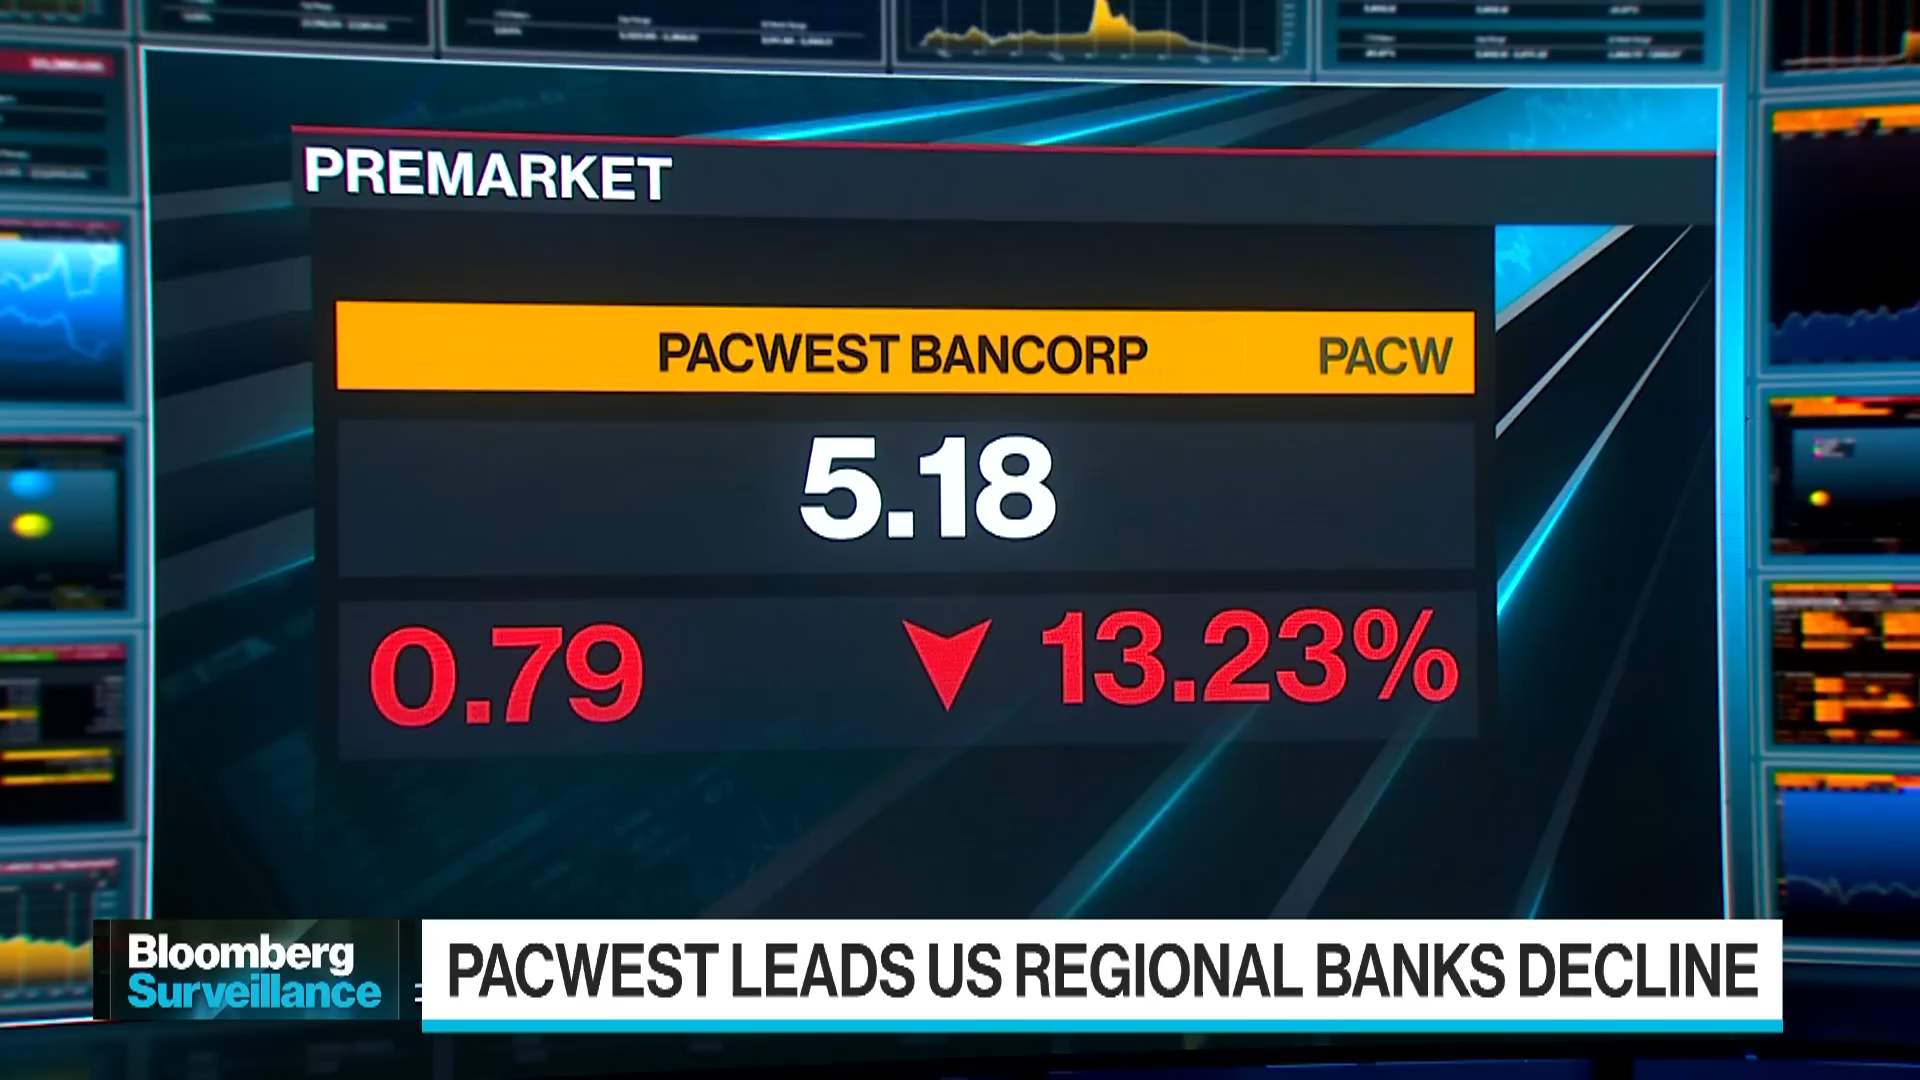 PREMARKET
PACWEST BANCORP PACW
5.18
0.79 13.23%
Bloomberg
Surveillance
PACWEST LEADS US REGIONAL BANKS DECLINE